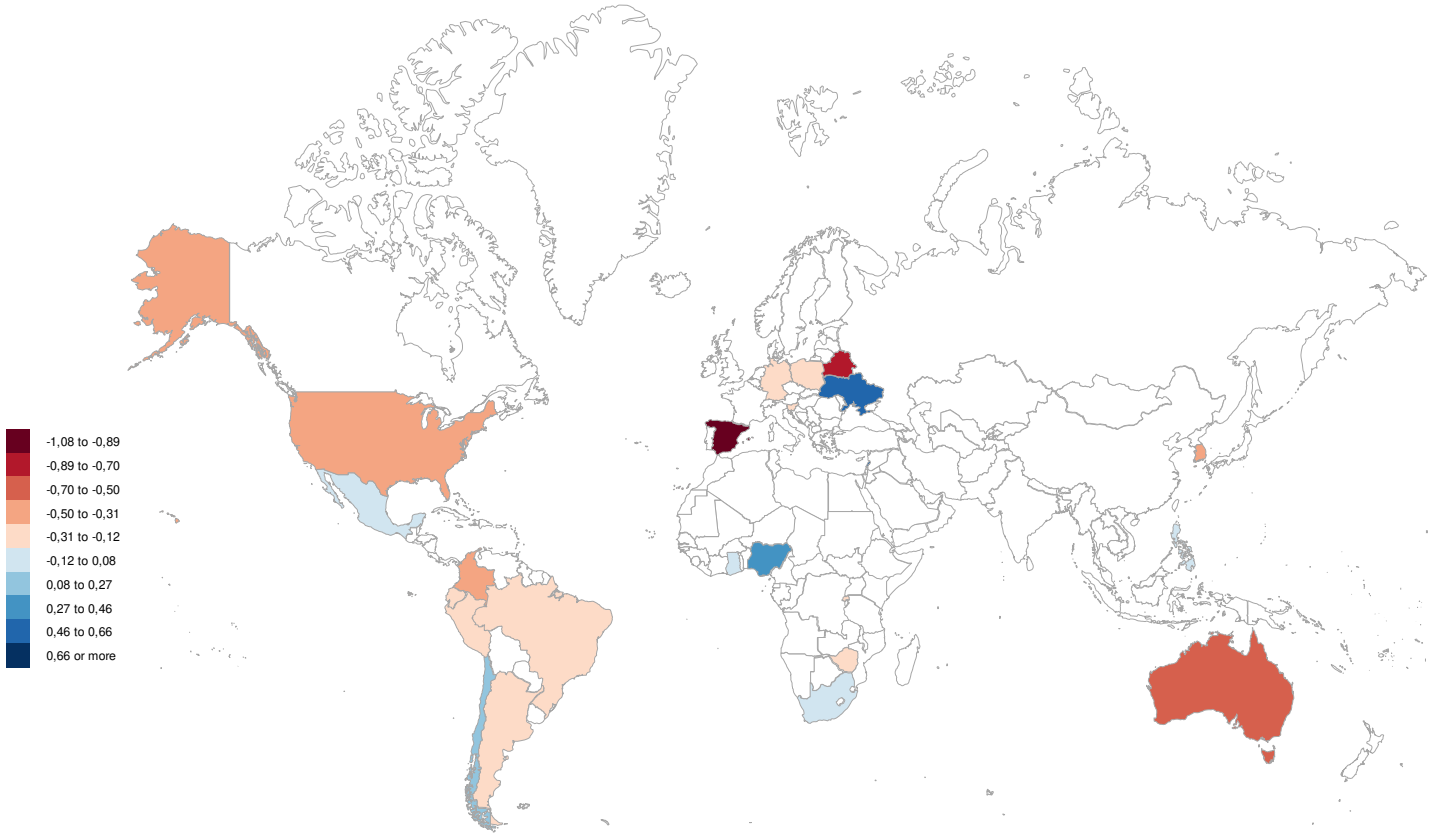 -1,08 to -0,89
-0,89 to -0,70
-0,70 to -0,50
-0,50 to -0,31
-0,31 to -0,12
-0,12 to 0,08
0,08 to 0,27
0,27 to 0,46
0,46 to 0,66
0,66 or more